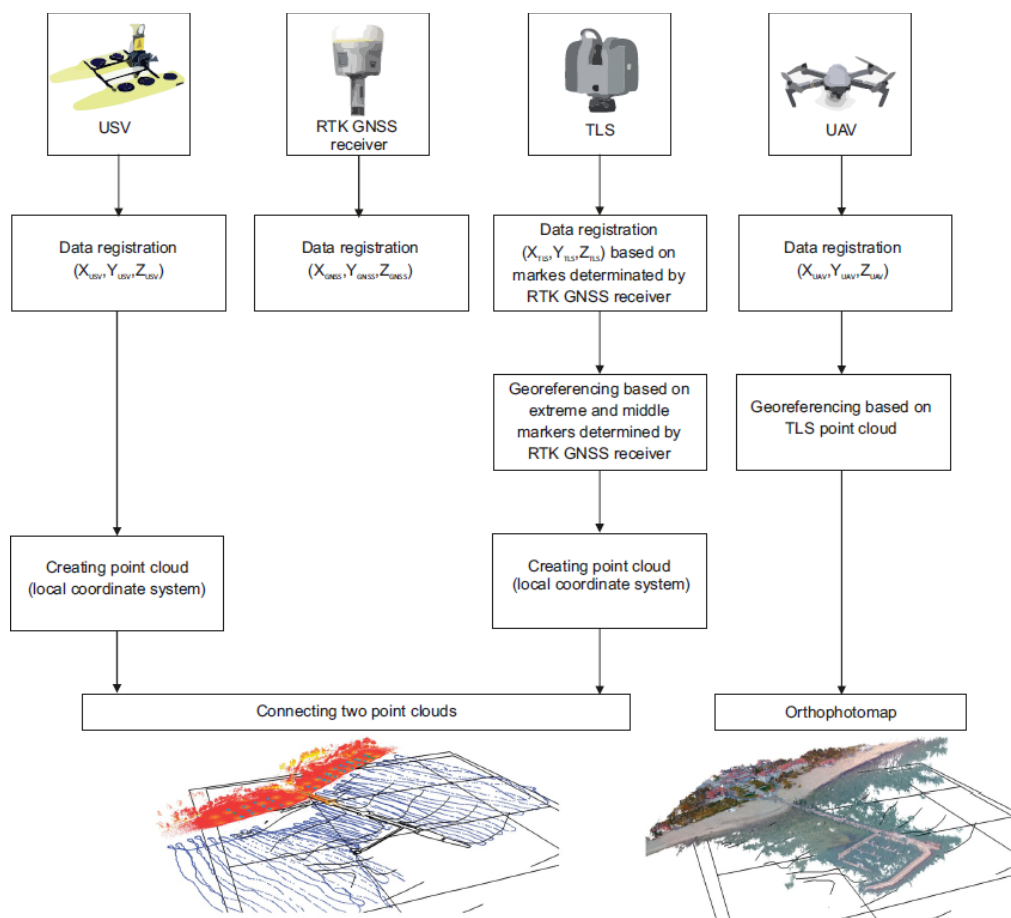 USV
RTK GNSS
receiver
TLS
UAV
Data registration
(XUSV,YUSV,ZUSV)
Data registration
(XGNSS,YGNSS,ZGNSS)
Data registration
(XTLS,YTLS,ZTLS) based on
markes determinated by
RTK GNSS receiver
Data registration
(XUAV,YUAV,ZUAV)
Georeferencing based on
extreme and middle
markers determined by
RTK GNSS receiver
Georeferencing based on
TLS point cloud
Creating point cloud
(local coordinate system)
Creating point cloud
(local coordinate system)
Connecting two point clouds
Orthophotomap